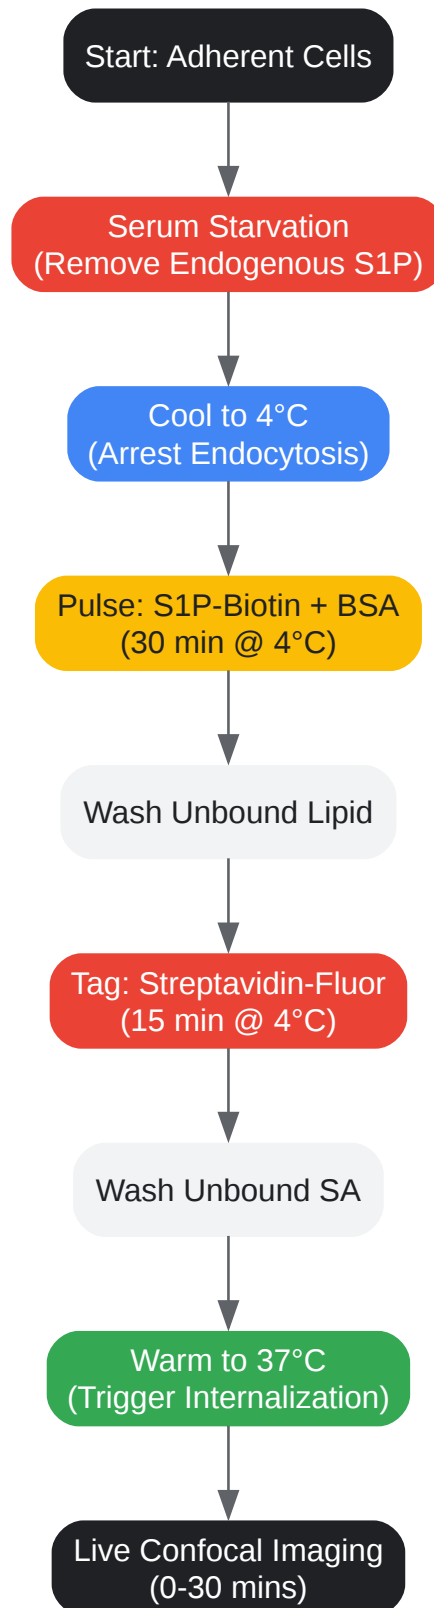 Start: Adherent Cells
Serum Starvation
(Remove Endogenous S1P)
Cool to 4°C
(Arrest Endocytosis)
Pulse: S1P-Biotin + BSA
(30 min @ 4°C)
Wash Unbound Lipid
Tag: Streptavidin-Fluor
(15 min @ 4°C)
Wash Unbound SA
Warm to 37°C
(Trigger Internalization)
Live Confocal Imaging
(0-30 mins)